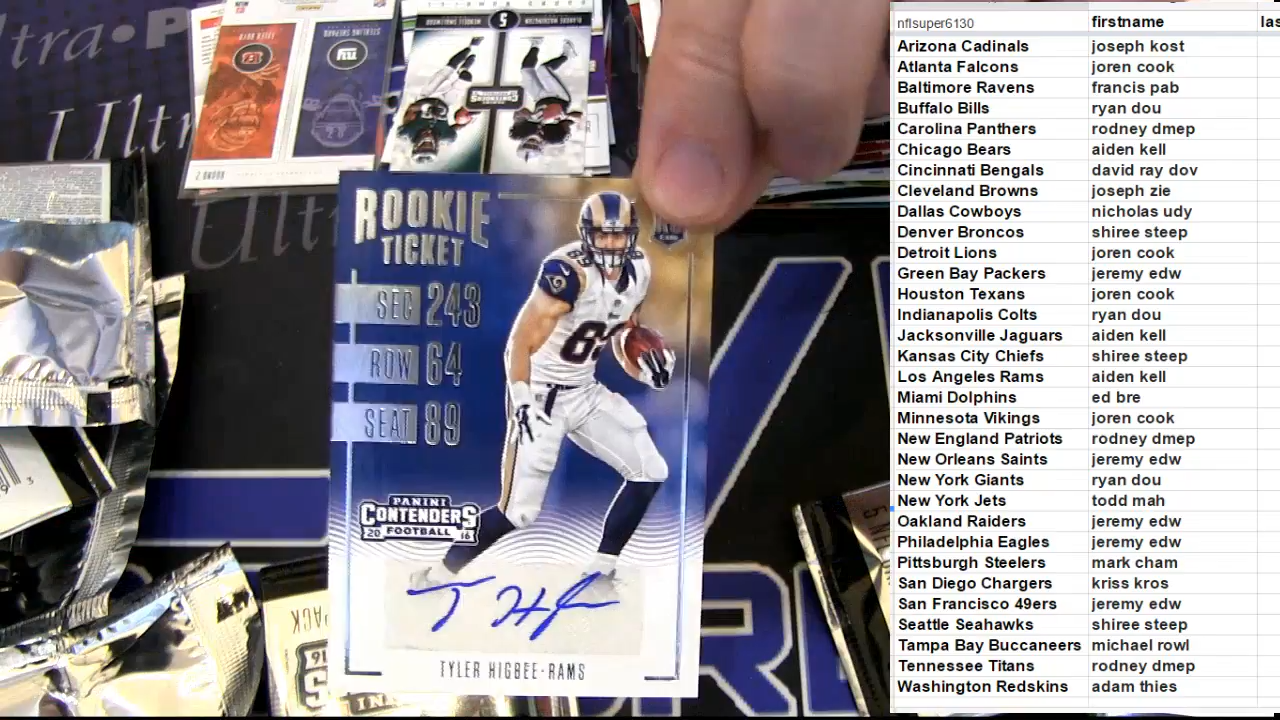 ROOKIE
TICKET
SEC 243
ROW 64
SEAT 89
PANINI
CONTENDERS
FOOTBALL
20 16
TYLER HIGBEE-RAMS
nflsuper6130 firstname las
Arizona Cadinals joseph kost
Atlanta Falcons joren cook
Baltimore Ravens francis pab
Buffalo Bills ryan dou
Carolina Panthers rodney dmep
Chicago Bears aiden kell
Cincinnati Bengals david ray dov
Cleveland Browns joseph zie
Dallas Cowboys nicholas udy
Denver Broncos shiree steep
Detroit Lions joren cook
Green Bay Packers jeremy edw
Houston Texans joren cook
Indianapolis Colts ryan dou
Jacksonville Jaguars aiden kell
Kansas City Chiefs shiree steep
Los Angeles Rams aiden kell
Miami Dolphins ed bre
Minnesota Vikings joren cook
New England Patriots rodney dmep
New Orleans Saints jeremy edw
New York Giants ryan dou
New York Jets todd mah
Oakland Raiders jeremy edw
Philadelphia Eagles jeremy edw
Pittsburgh Steelers mark cham
San Diego Chargers kriss kros
San Francisco 49ers jeremy edw
Seattle Seahawks shiree steep
Tampa Bay Buccaneers michael rowl
Tennessee Titans rodney dmep
Washington Redskins adam thies